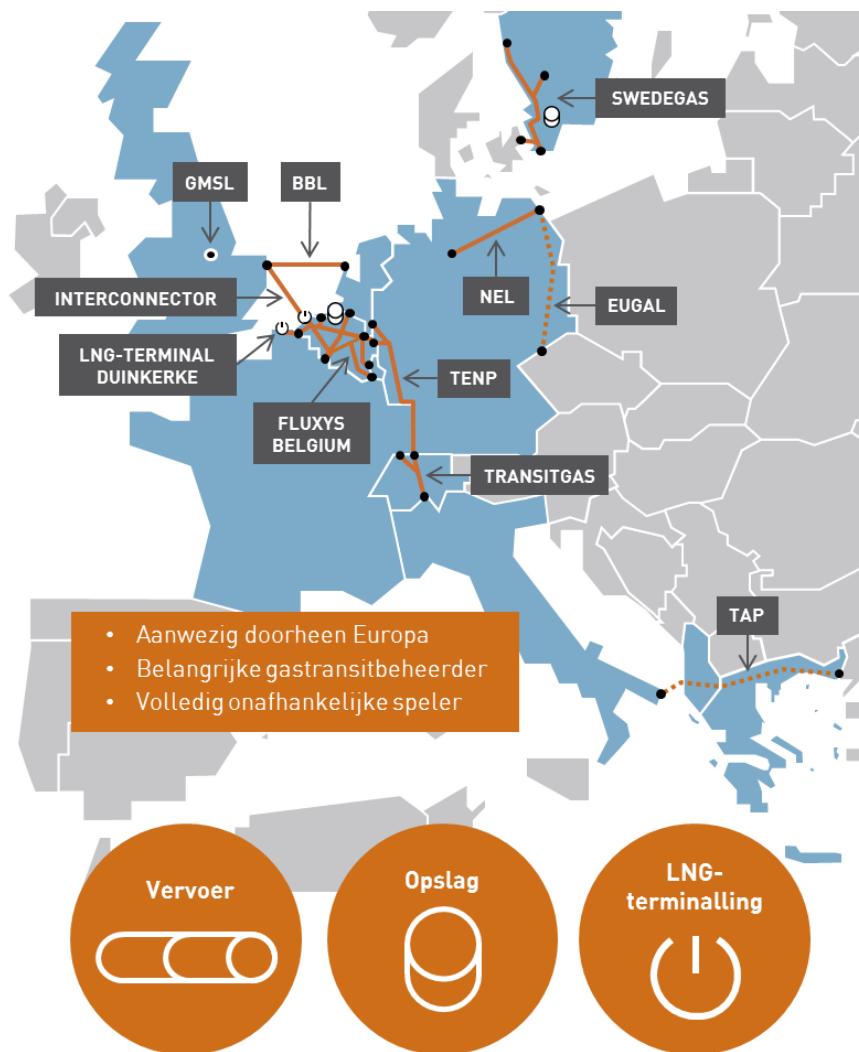 SWEDEGAS
GMSL
BBL
INTERCONNECTOR
NEL
EUGAL
LNG-TERMINAL
DUINKERKE
TENP
FLUXYS
BELGIUM
TRANSITGAS
TAP
• Aanwezig doorheen Europa
• Belangrijke gastransitbeheerder
• Volledig onafhankelijke speler
Vervoer
Opslag
LNG-
terminalling